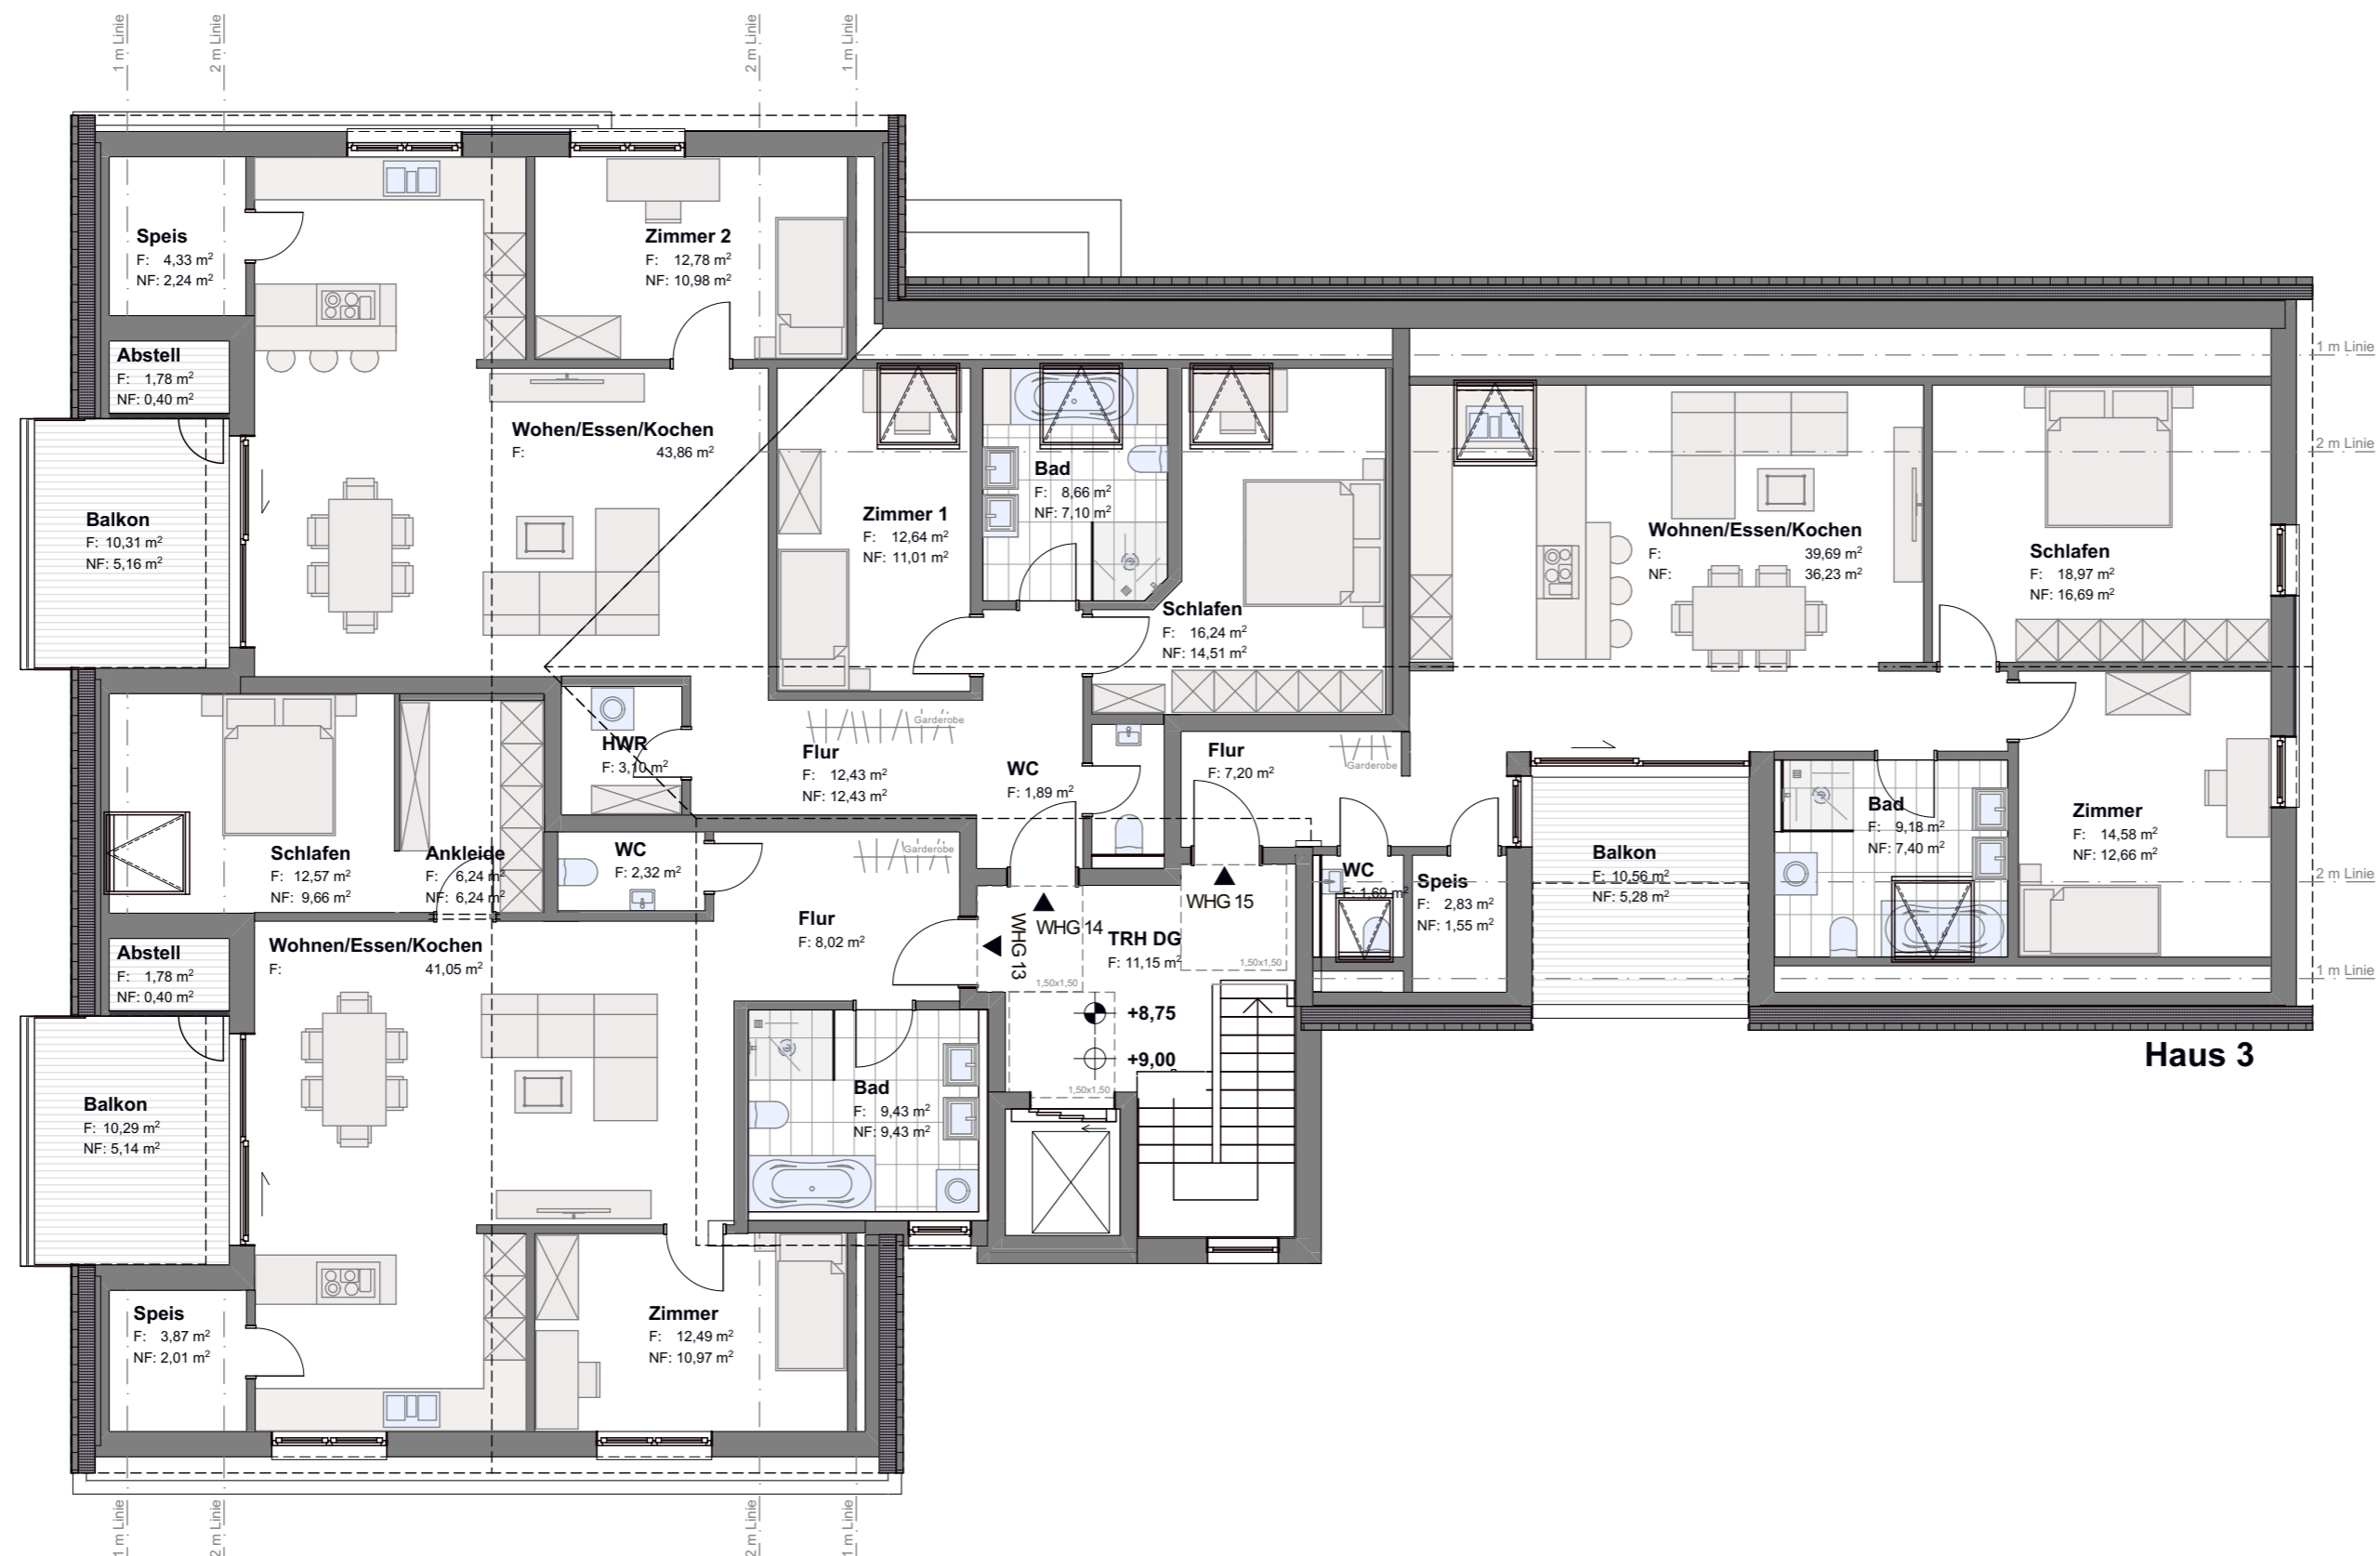 1 m Linie
2 m Linie
2 m Linie
1 m Linie
Speis
F: 4,33 m²
NF: 2,24 m²
Zimmer 2
F: 12,78 m²
NF: 10,98 m²
Abstell
F: 1,78 m²
NF: 0,40 m²
Wohen/Essen/Kochen
F: 43,86 m²
Balkon
F: 10,31 m²
NF: 5,16 m²
Zimmer 1
F: 12,64 m²
NF: 11,01 m²
Bad
F: 8,66 m²
NF: 7,10 m²
Schlafen
F: 16,24 m²
NF: 14,51 m²
Wohnen/Essen/Kochen
F: 39,69 m²
NF: 36,23 m²
Schlafen
F: 18,97 m²
NF: 16,69 m²
1 m Linie
2 m Linie
HWR
F: 3,10 m²
Garderobe
Flur
F: 12,43 m²
NF: 12,43 m²
WC
F: 1,89 m²
Flur
F: 7,20 m²
Garderobe
Schlafen
F: 12,57 m²
NF: 9,66 m²
Ankleide
F: 6,24 m²
NF: 6,24 m²
WC
F: 2,32 m²
Garderobe
Flur
F: 8,02 m²
WHG 13
WHG 14
WHG 15
TRH DG
F: 11,15 m²
1,50x1,50
1,50x1,50
1,50x1,50
+8,75
+9,00
WC
F: 1,69 m²
Speis
F: 2,83 m²
NF: 1,55 m²
Balkon
F: 10,56 m²
NF: 5,28 m²
Bad
F: 9,18 m²
NF: 7,40 m²
Zimmer
F: 14,58 m²
NF: 12,66 m²
2 m Linie
1 m Linie
Haus 3
Abstell
F: 1,78 m²
NF: 0,40 m²
Wohnen/Essen/Kochen
F: 41,05 m²
Balkon
F: 10,29 m²
NF: 5,14 m²
Bad
F: 9,43 m²
NF: 9,43 m²
Speis
F: 3,87 m²
NF: 2,01 m²
Zimmer
F: 12,49 m²
NF: 10,97 m²
1 m Linie
2 m Linie
2 m Linie
1 m Linie